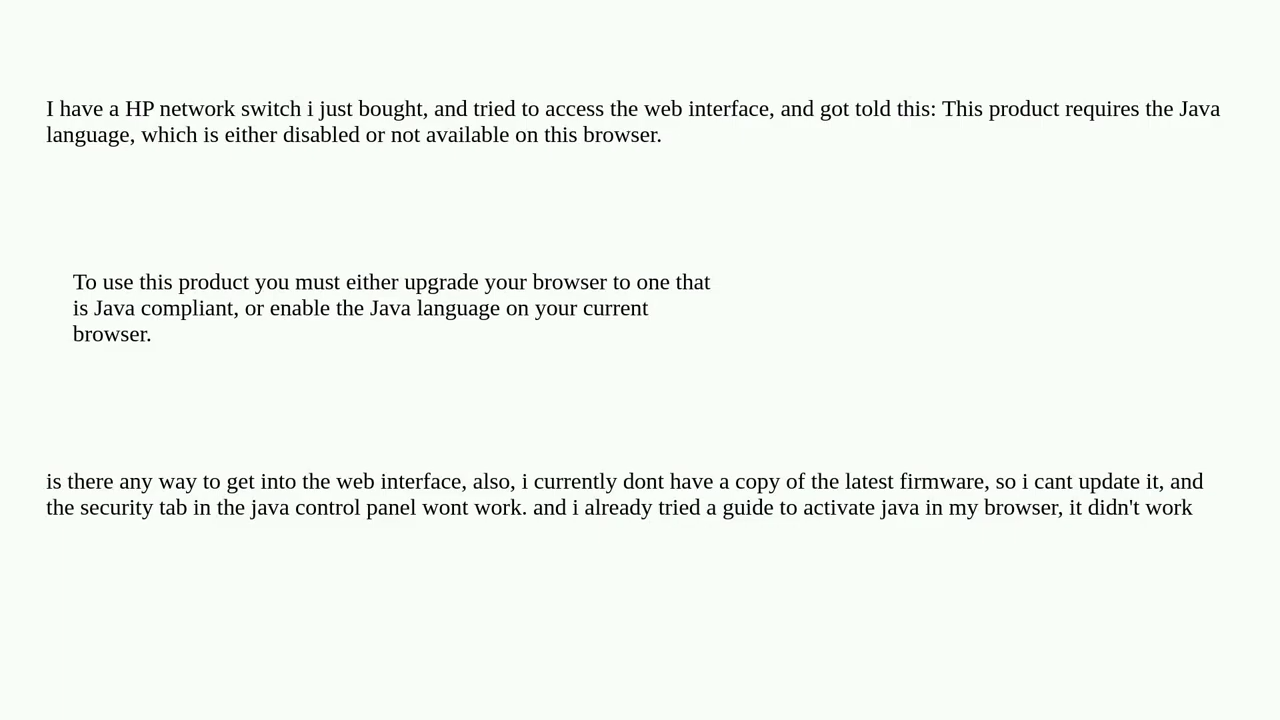 I have a HP network switch i just bought, and tried to access the web interface, and got told this: This product requires the Java
language, which is either disabled or not available on this browser.
To use this product you must either upgrade your browser to one that
is Java compliant, or enable the Java language on your current
browser.
is there any way to get into the web interface, also, i currently dont have a copy of the latest firmware, so i cant update it, and
the security tab in the java control panel wont work. and i already tried a guide to activate java in my browser, it didn't work